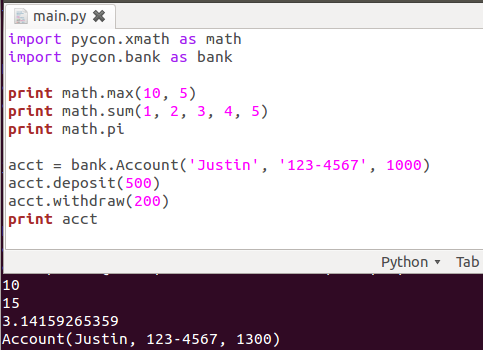 main.py
import pycon.xmath as math
import pycon.bank as bank
print math.max(10, 5)
print math.sum(1, 2, 3, 4, 5)
print math.pi
acct = bank.Account('Justin', '123-4567', 1000)
acct.deposit(500)
acct.withdraw(200)
print acct
Python Tab
10
15
3.14159265359
Account(Justin, 123-4567, 1300)